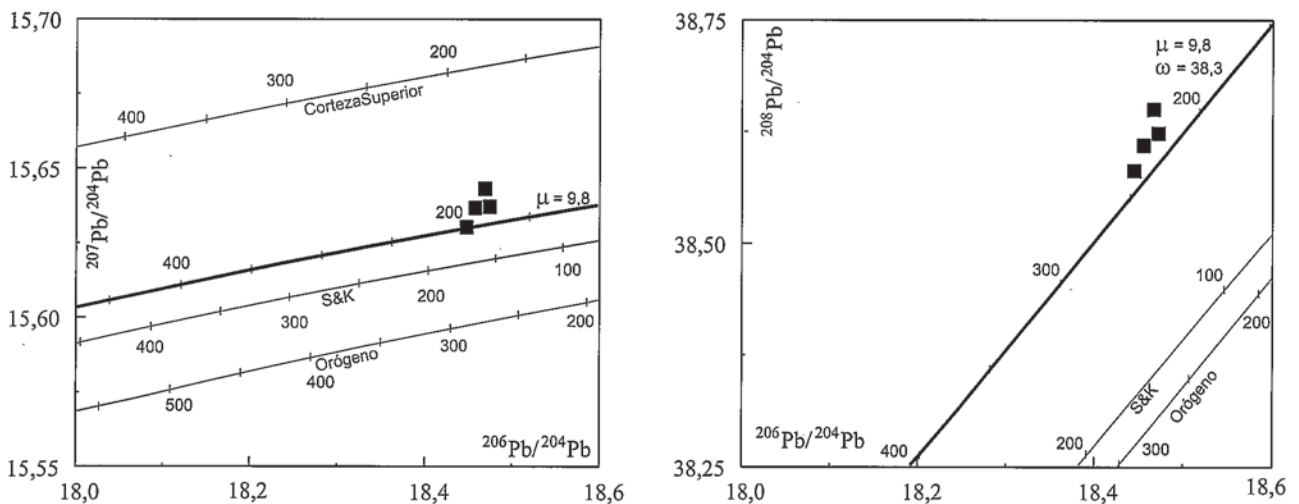 15,70
15,65
15,60
15,55
18,0
18,2
18,4
18,6
²⁰⁷Pb/²⁰⁴Pb
²⁰⁶Pb/²⁰⁴Pb
400
300
200
CortezaSuperior
400
200
μ = 9,8
400
300
200
100
S&K
500
400
300
200
Orógeno
38,75
38,50
38,25
18,0
18,2
18,4
18,6
²⁰⁸Pb/²⁰⁴Pb
²⁰⁶Pb/²⁰⁴Pb
μ = 9,8
ω = 38,3
200
300
400
100
200
S&K
200
300
Orógeno